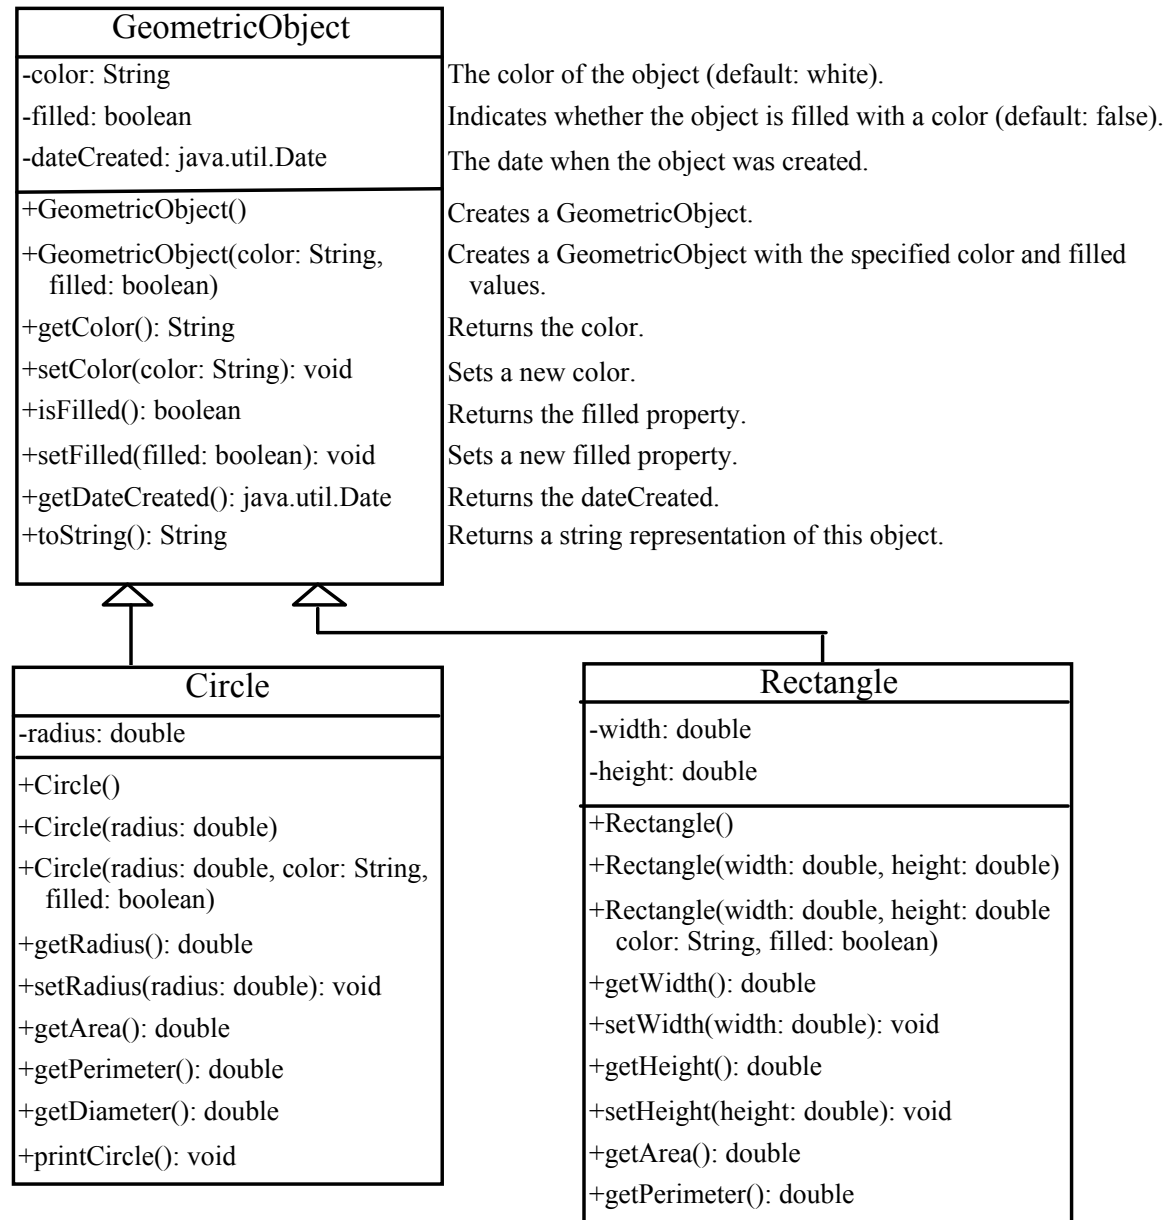 GeometricObject
-color: String
The color of the object (default: white).
-filled: boolean
Indicates whether the object is filled with a color (default: false).
-dateCreated: java.util.Date
The date when the object was created.
+GeometricObject()
Creates a GeometricObject.
+GeometricObject(color: String,
filled: boolean)
Creates a GeometricObject with the specified color and filled
values.
+getColor(): String
Returns the color.
+setColor(color: String): void
Sets a new color.
+isFilled(): boolean
Returns the filled property.
+setFilled(filled: boolean): void
Sets a new filled property.
+getDateCreated(): java.util.Date
Returns the dateCreated.
+toString(): String
Returns a string representation of this object.
Circle
-radius: double
+Circle()
+Circle(radius: double)
+Circle(radius: double, color: String,
filled: boolean)
+getRadius(): double
+setRadius(radius: double): void
+getArea(): double
+getPerimeter(): double
+getDiameter(): double
+printCircle(): void
Rectangle
-width: double
-height: double
+Rectangle()
+Rectangle(width: double, height: double)
+Rectangle(width: double, height: double
color: String, filled: boolean)
+getWidth(): double
+setWidth(width: double): void
+getHeight(): double
+setHeight(height: double): void
+getArea(): double
+getPerimeter(): double